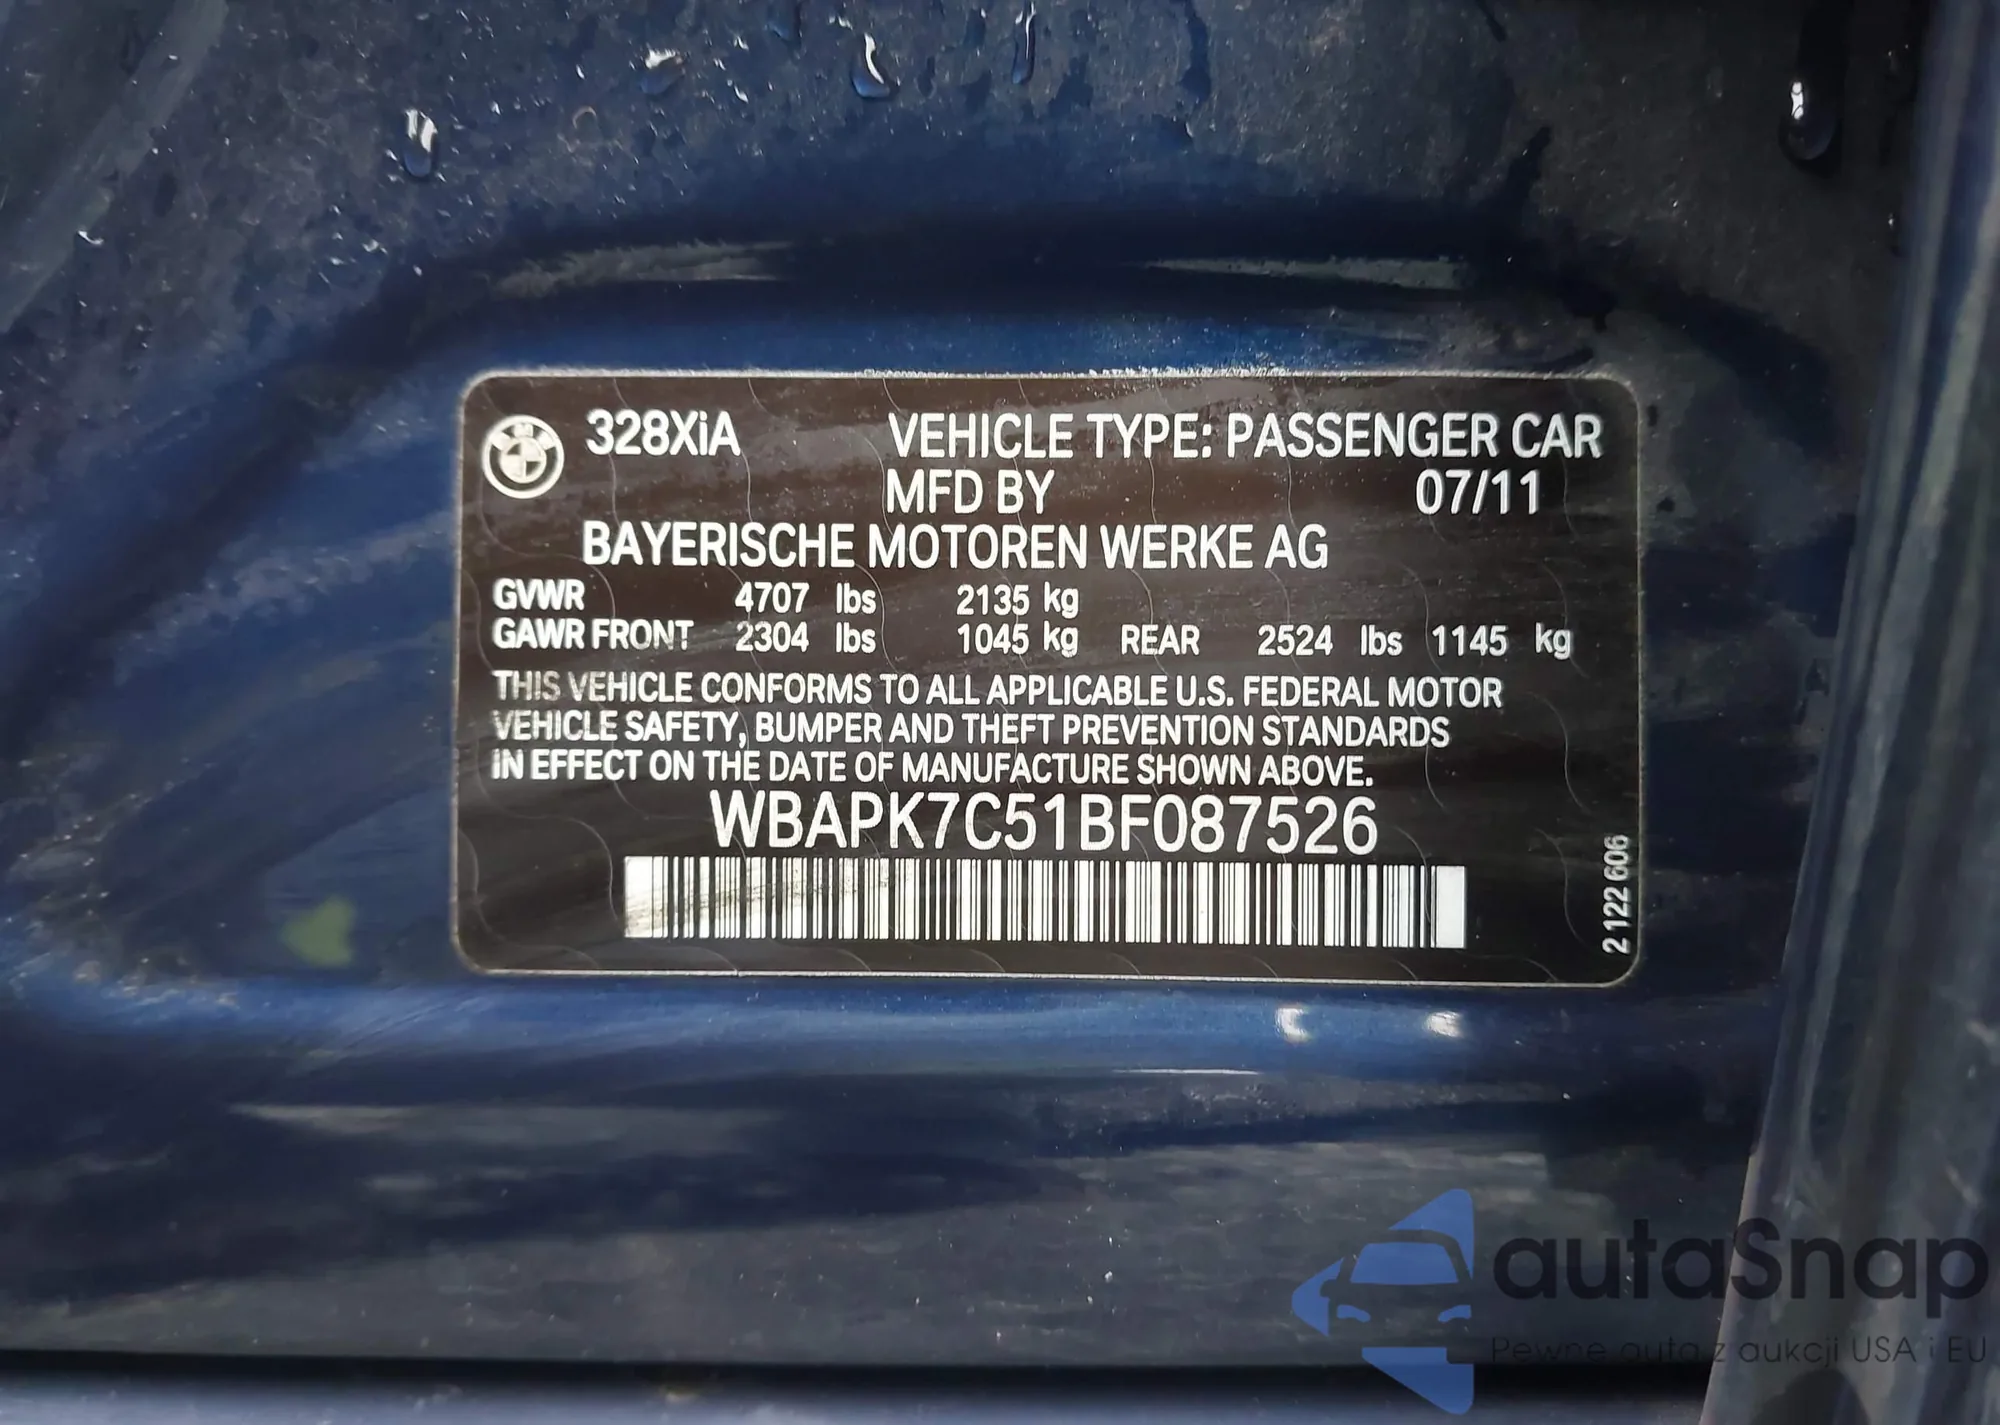 328XiA VEHICLE TYPE: PASSENGER CAR
MFD BY 07/11
BAYERISCHE MOTOREN WERKE AG
GVWR 4707 lbs 2135 kg
GAWR FRONT 2304 lbs 1045 kg REAR 2524 lbs 1145 kg
THIS VEHICLE CONFORMS TO ALL APPLICABLE U.S. FEDERAL MOTOR
VEHICLE SAFETY, BUMPER AND THEFT PREVENTION STANDARDS
IN EFFECT ON THE DATE OF MANUFACTURE SHOWN ABOVE.
WBAPK7C51BF087526
2 122 606
autaSnap
Pewne auta z aukcji USA i EU